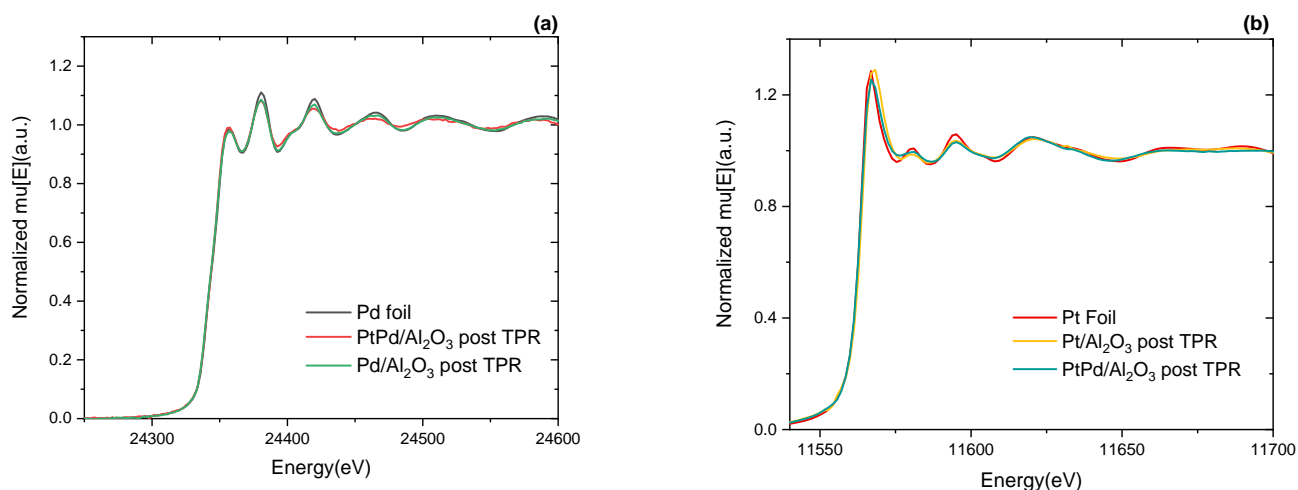 (a)
Normalized mu[E](a.u.)
1.2
1.0
0.8
0.6
0.4
0.2
0.0
Pd foil
PtPd/Al₂O₃ post TPR
Pd/Al₂O₃ post TPR
24300
24400
24500
24600
Energy(eV)
(b)
Normalized mu[E](a.u.)
1.2
0.8
0.4
0.0
Pt Foil
Pt/Al₂O₃ post TPR
PtPd/Al₂O₃ post TPR
11550
11600
11650
11700
Energy(eV)